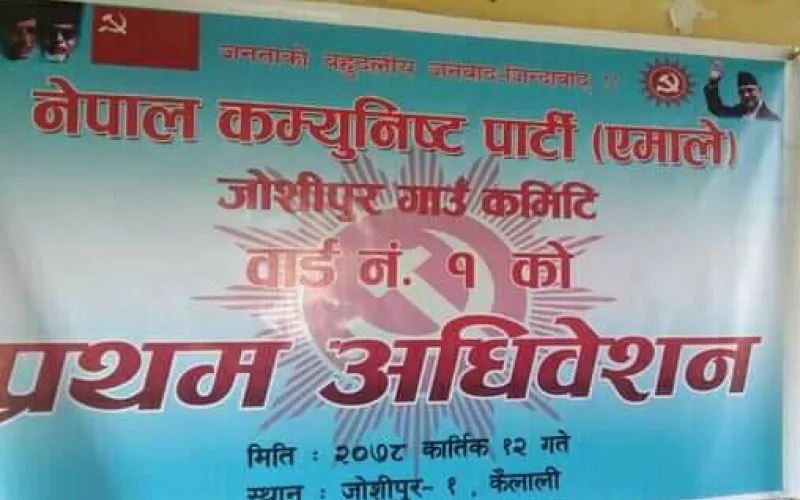 जनताको बहुदलीय जनवाद-जिन्दावाद् !!
नेपाल कम्युनिष्ट पार्टी (एमाले)
जोशीपुर गाउँ कमिटि
वार्ड नं. १ को
प्रथम अधिवेशन
मिति : २०७८ कार्तिक १२ गते
स्थान : जोशीपुर- १ , कैलाली